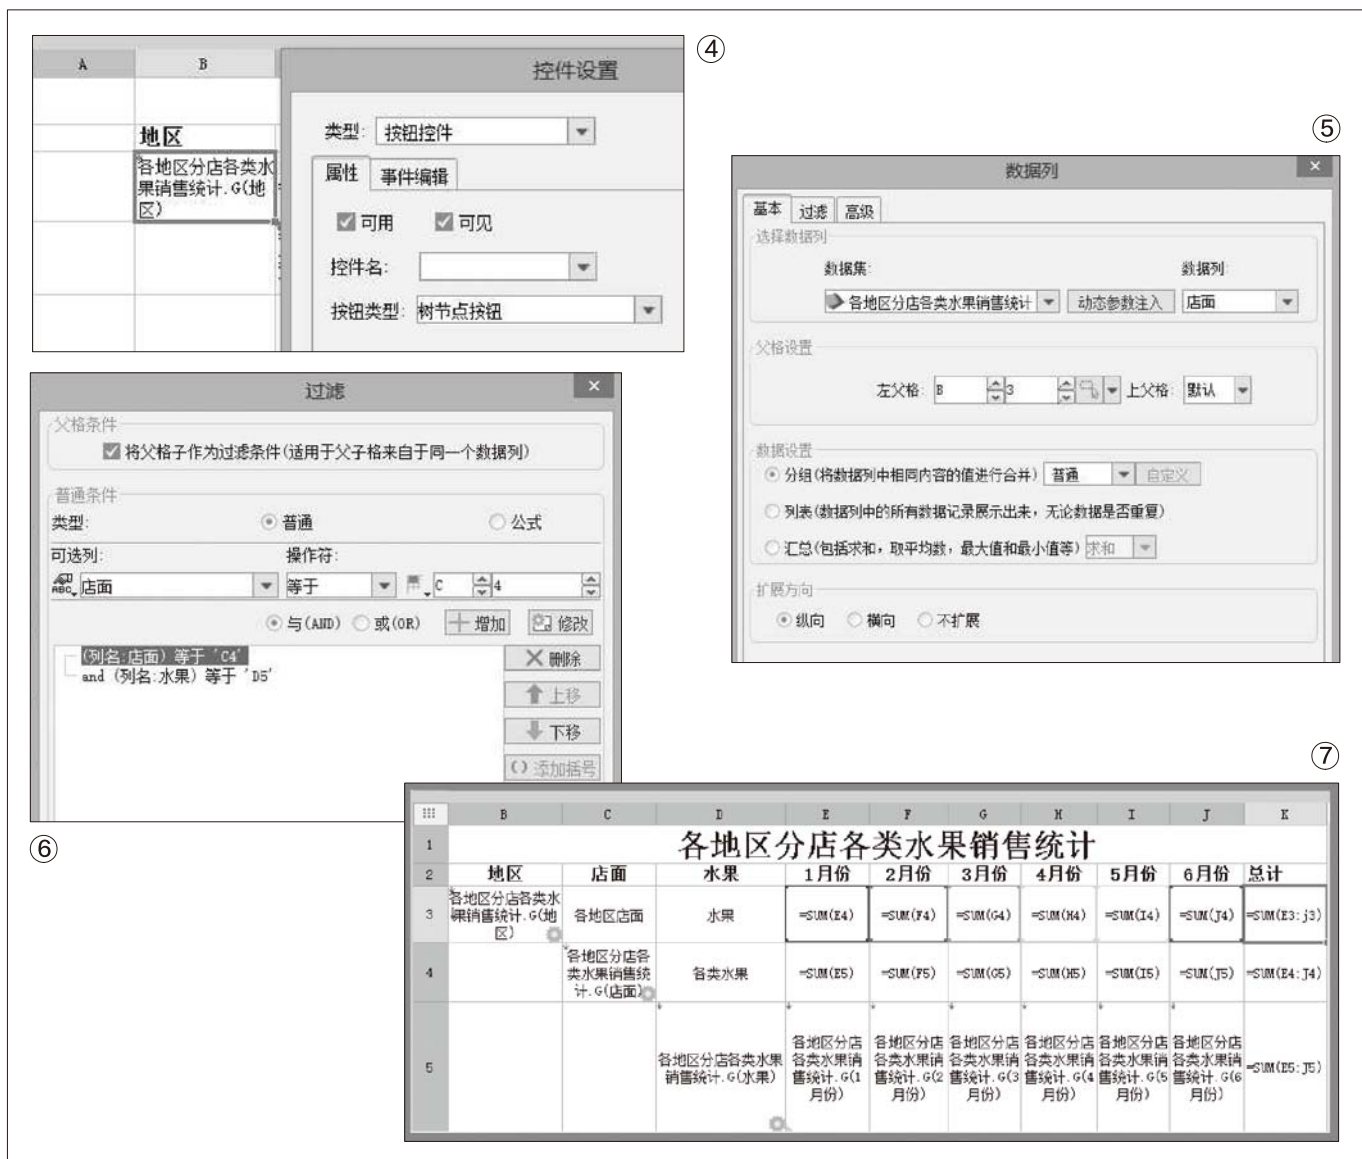 ④
A B
控件设置
地区
各地区分店各类水
果销售统计.G(地
区)
类型: 按钮控件
属性 事件编辑
可用 可见
控件名:
按钮类型: 树节点按钮
⑤
数据列 ×
基本 过滤 高级
选择数据列
数据集: 数据列:
各地区分店各类水果销售统计 动态参数注入 店面
父格设置
左父格: B 3 上父格: 默认
数据设置
分组(将数据列中相同内容的值进行合并) 普通 自定义
列表(数据列中的所有数据记录展示出来，无论数据是否重复)
汇总(包括求和，取平均数，最大值和最小值等) 求和
扩展方向
纵向 横向 不扩展
过滤 ×
父格条件
将父格子作为过滤条件(适用于父子格来自于同一个数据列)
普通条件
类型: 普通 公式
可选列: 操作符:
ABC 店面 等于 C 4
与(AND) 或(OR) 增加 修改
(列名:店面) 等于 'C4'
and (列名:水果) 等于 'D5'
删除
上移
下移
() 添加括号
⑥
⑦
B C D E F G H I J K
1 各地区分店各类水果销售统计
2 地区 店面 水果 1月份 2月份 3月份 4月份 5月份 6月份 总计
3 各地区分店各类水果销售统计.G(地区) 各地区店面 水果 =SUM(E4) =SUM(F4) =SUM(G4) =SUM(H4) =SUM(I4) =SUM(J4) =SUM(E3:j3)
4 各地区分店各类水果销售统计.G(店面) 各类水果 =SUM(E5) =SUM(F5) =SUM(G5) =SUM(H5) =SUM(I5) =SUM(J5) =SUM(E4:J4)
5 各地区分店各类水果销售统计.G(水果) 各地区分店各类水果销售统计.G(1月份) 各地区分店各类水果销售统计.G(2月份) 各地区分店各类水果销售统计.G(3月份) 各地区分店各类水果销售统计.G(4月份) 各地区分店各类水果销售统计.G(5月份) 各地区分店各类水果销售统计.G(6月份) =SUM(E5:J5)